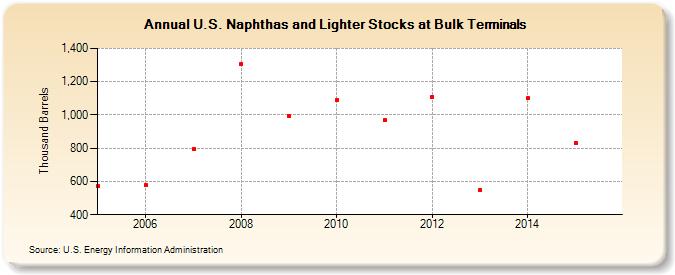 Annual U.S. Naphthas and Lighter Stocks at Bulk Terminals
Thousand Barrels
1,400
1,200
1,000
800
600
400
2006 2008 2010 2012 2014
Source: U.S. Energy Information Administration